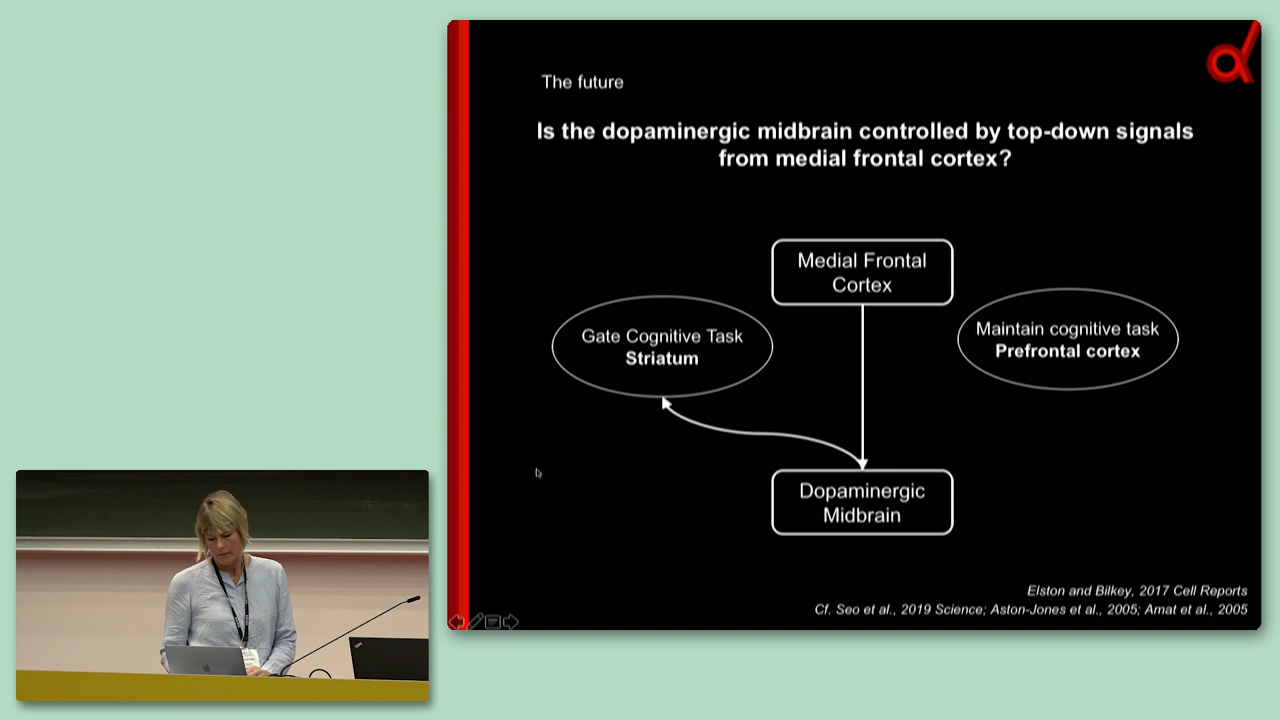 The future
Is the dopaminergic midbrain controlled by top-down signals
from medial frontal cortex?
Medial Frontal
Cortex
Gate Cognitive Task
Striatum
Maintain cognitive task
Prefrontal cortex
Dopaminergic
Midbrain
Elston and Bilkey, 2017 Cell Reports
Cf. Seo et al., 2019 Science; Aston-Jones et al., 2005; Amat et al., 2005